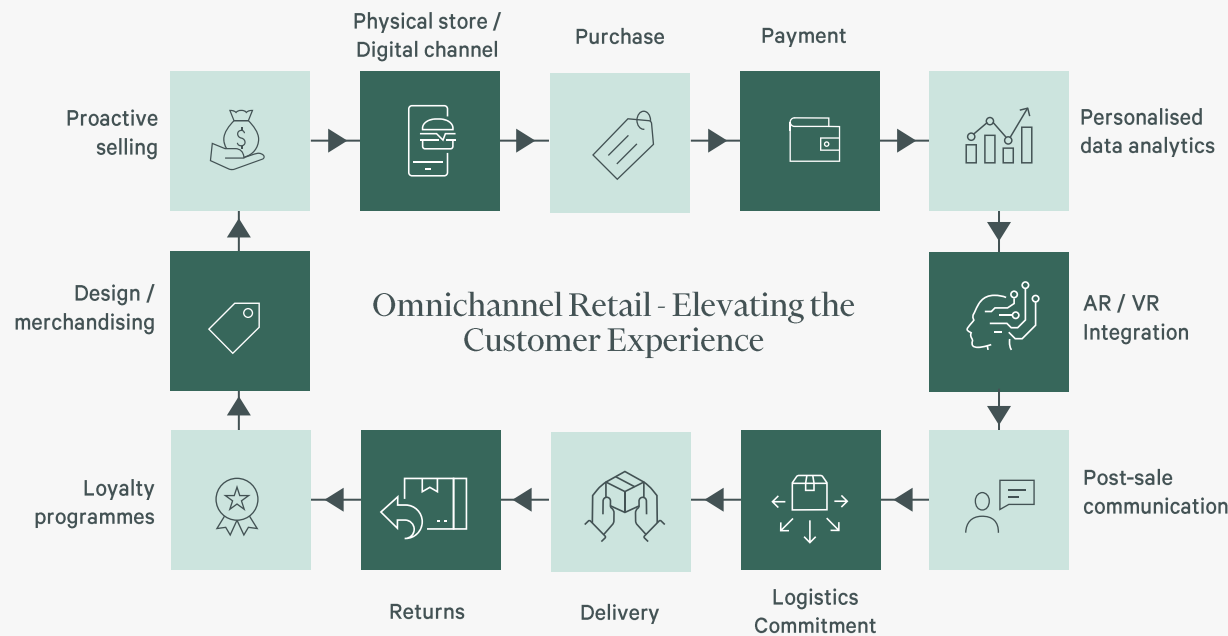 Physical store /
Digital channel
Purchase
Payment
Proactive
selling
$
Personalised
data analytics
Design /
merchandising
Omnichannel Retail - Elevating the
Customer Experience
AR / VR
Integration
Loyalty
programmes
Post-sale
communication
Returns
Delivery
Logistics
Commitment